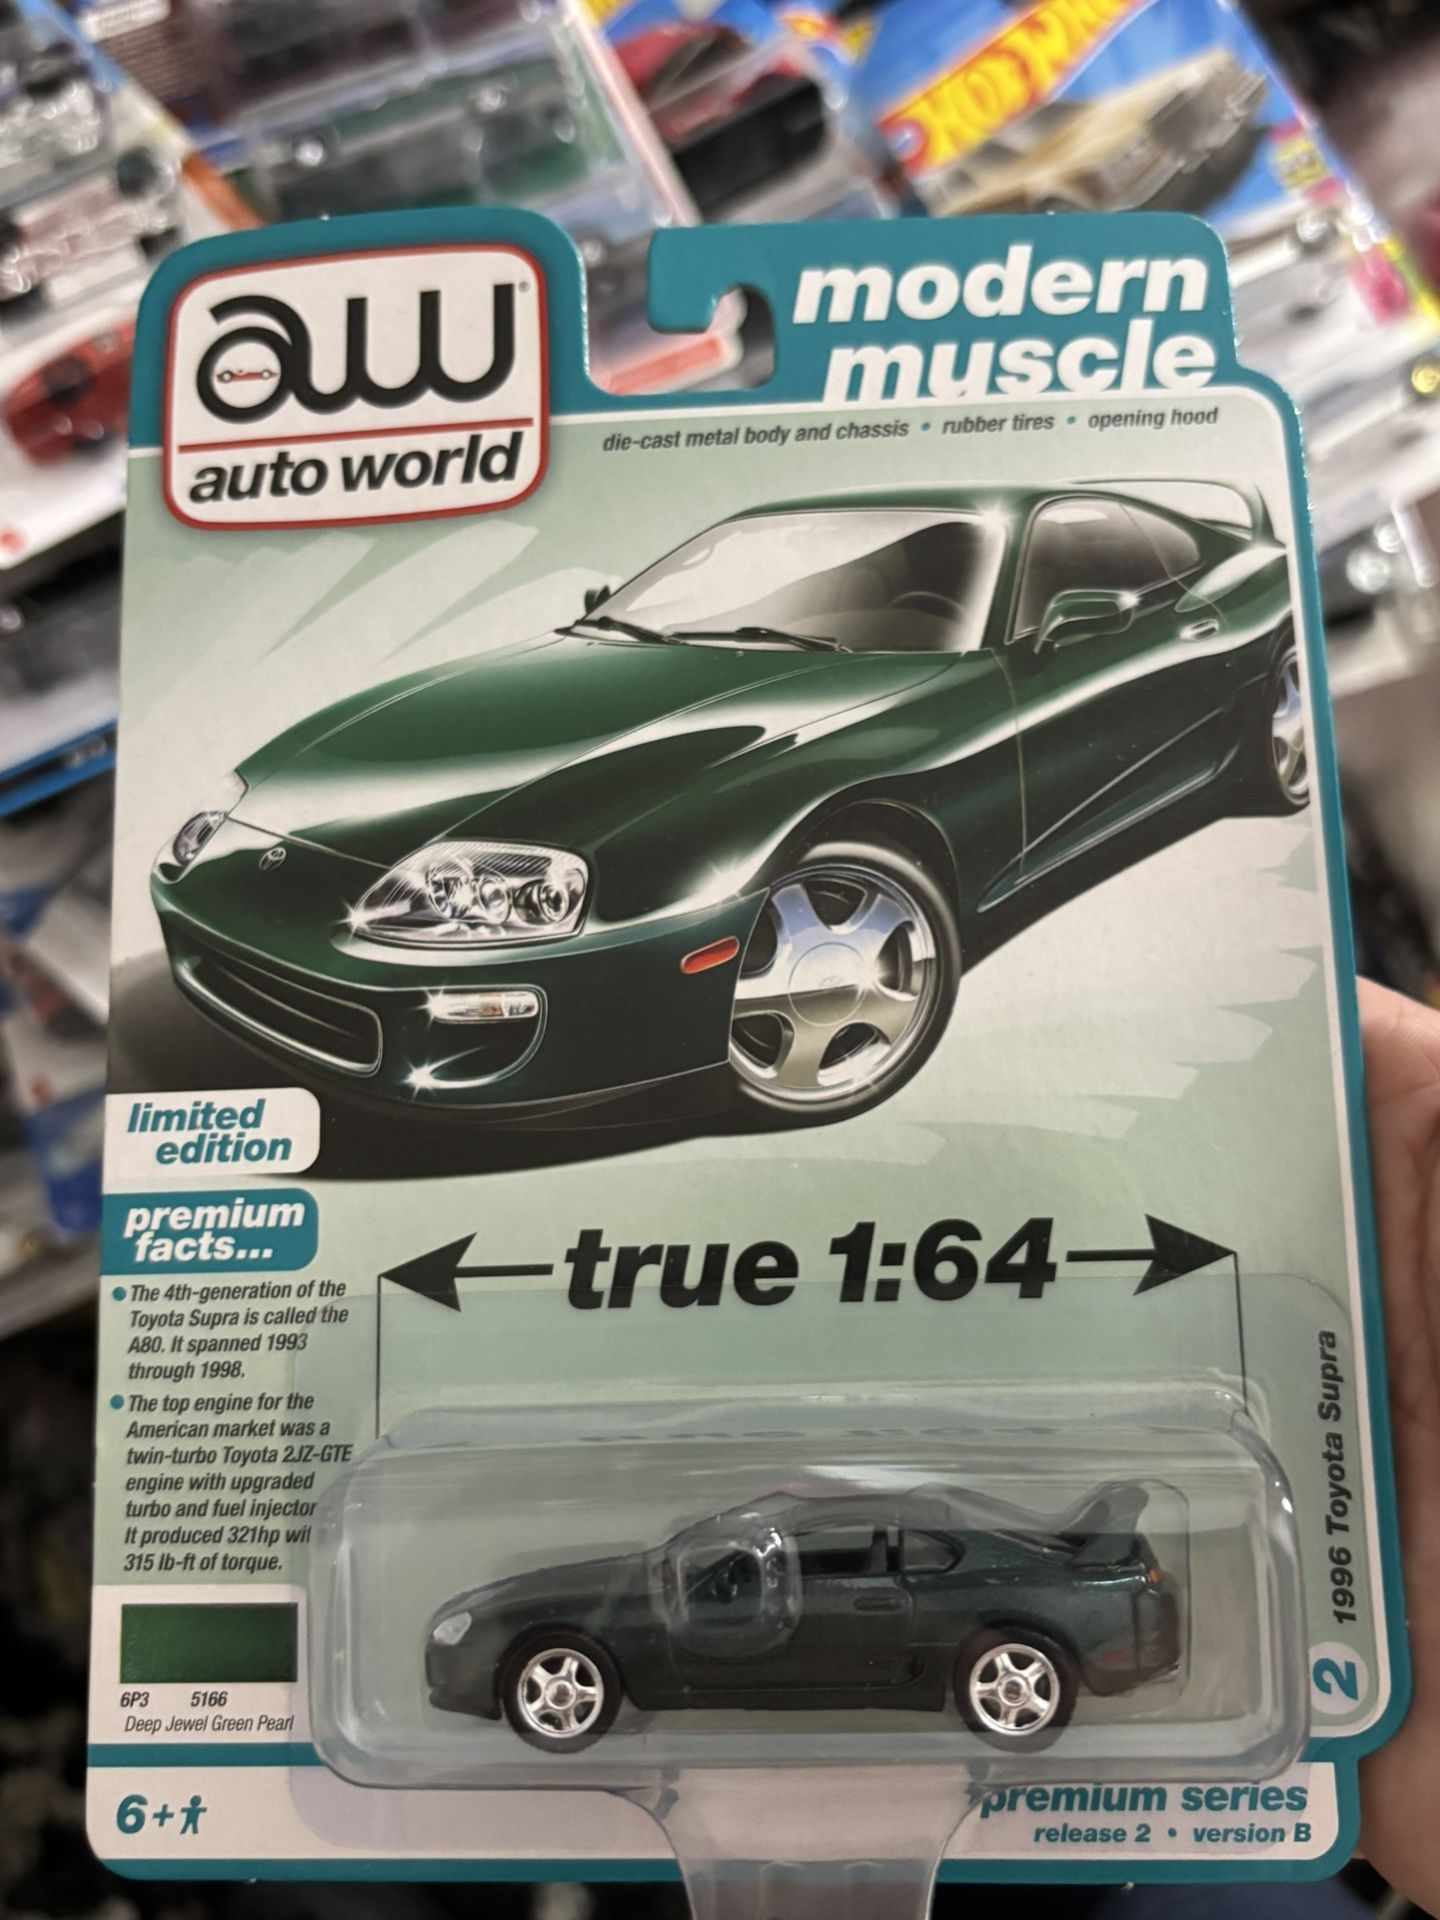 HOT WHEELS
aw®
auto world
modern
muscle
die-cast metal body and chassis • rubber tires • opening hood
limited
edition
premium
facts...
true 1:64
• The 4th-generation of the
Toyota Supra is called the
A80. It spanned 1993
through 1998.
• The top engine for the
American market was a
twin-turbo Toyota 2JZ-GTE
engine with upgraded
turbo and fuel injector
It produced 321hp wit
315 lb-ft of torque.
6P3 5166
Deep Jewel Green Pearl
1996 Toyota Supra
2
6+
premium series
release 2 • version B